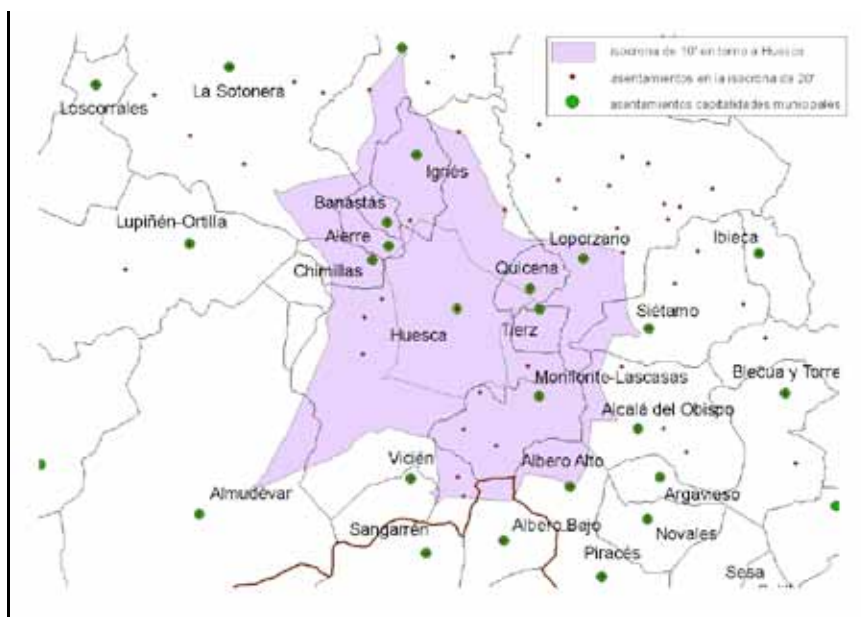 isocrona de 10' en torno a Huesca
asentamientos en la isocrona de 20'
asentamientos capitalidades municipales
La Sotonera
Loscorrales
Igriés
Banastás
Lupiñén-Ortilla
Alerre
Loporzano
Ibieca
Chimillas
Quicena
Siétamo
Huesca
Tierz
Monflorite-Lascasas
Blecua y Torre
Alcalá del Obispo
Vicién
Albero Alto
Almudévar
Argavieso
Sangarrén
Albero Bajo
Novales
Piracés
Sesa